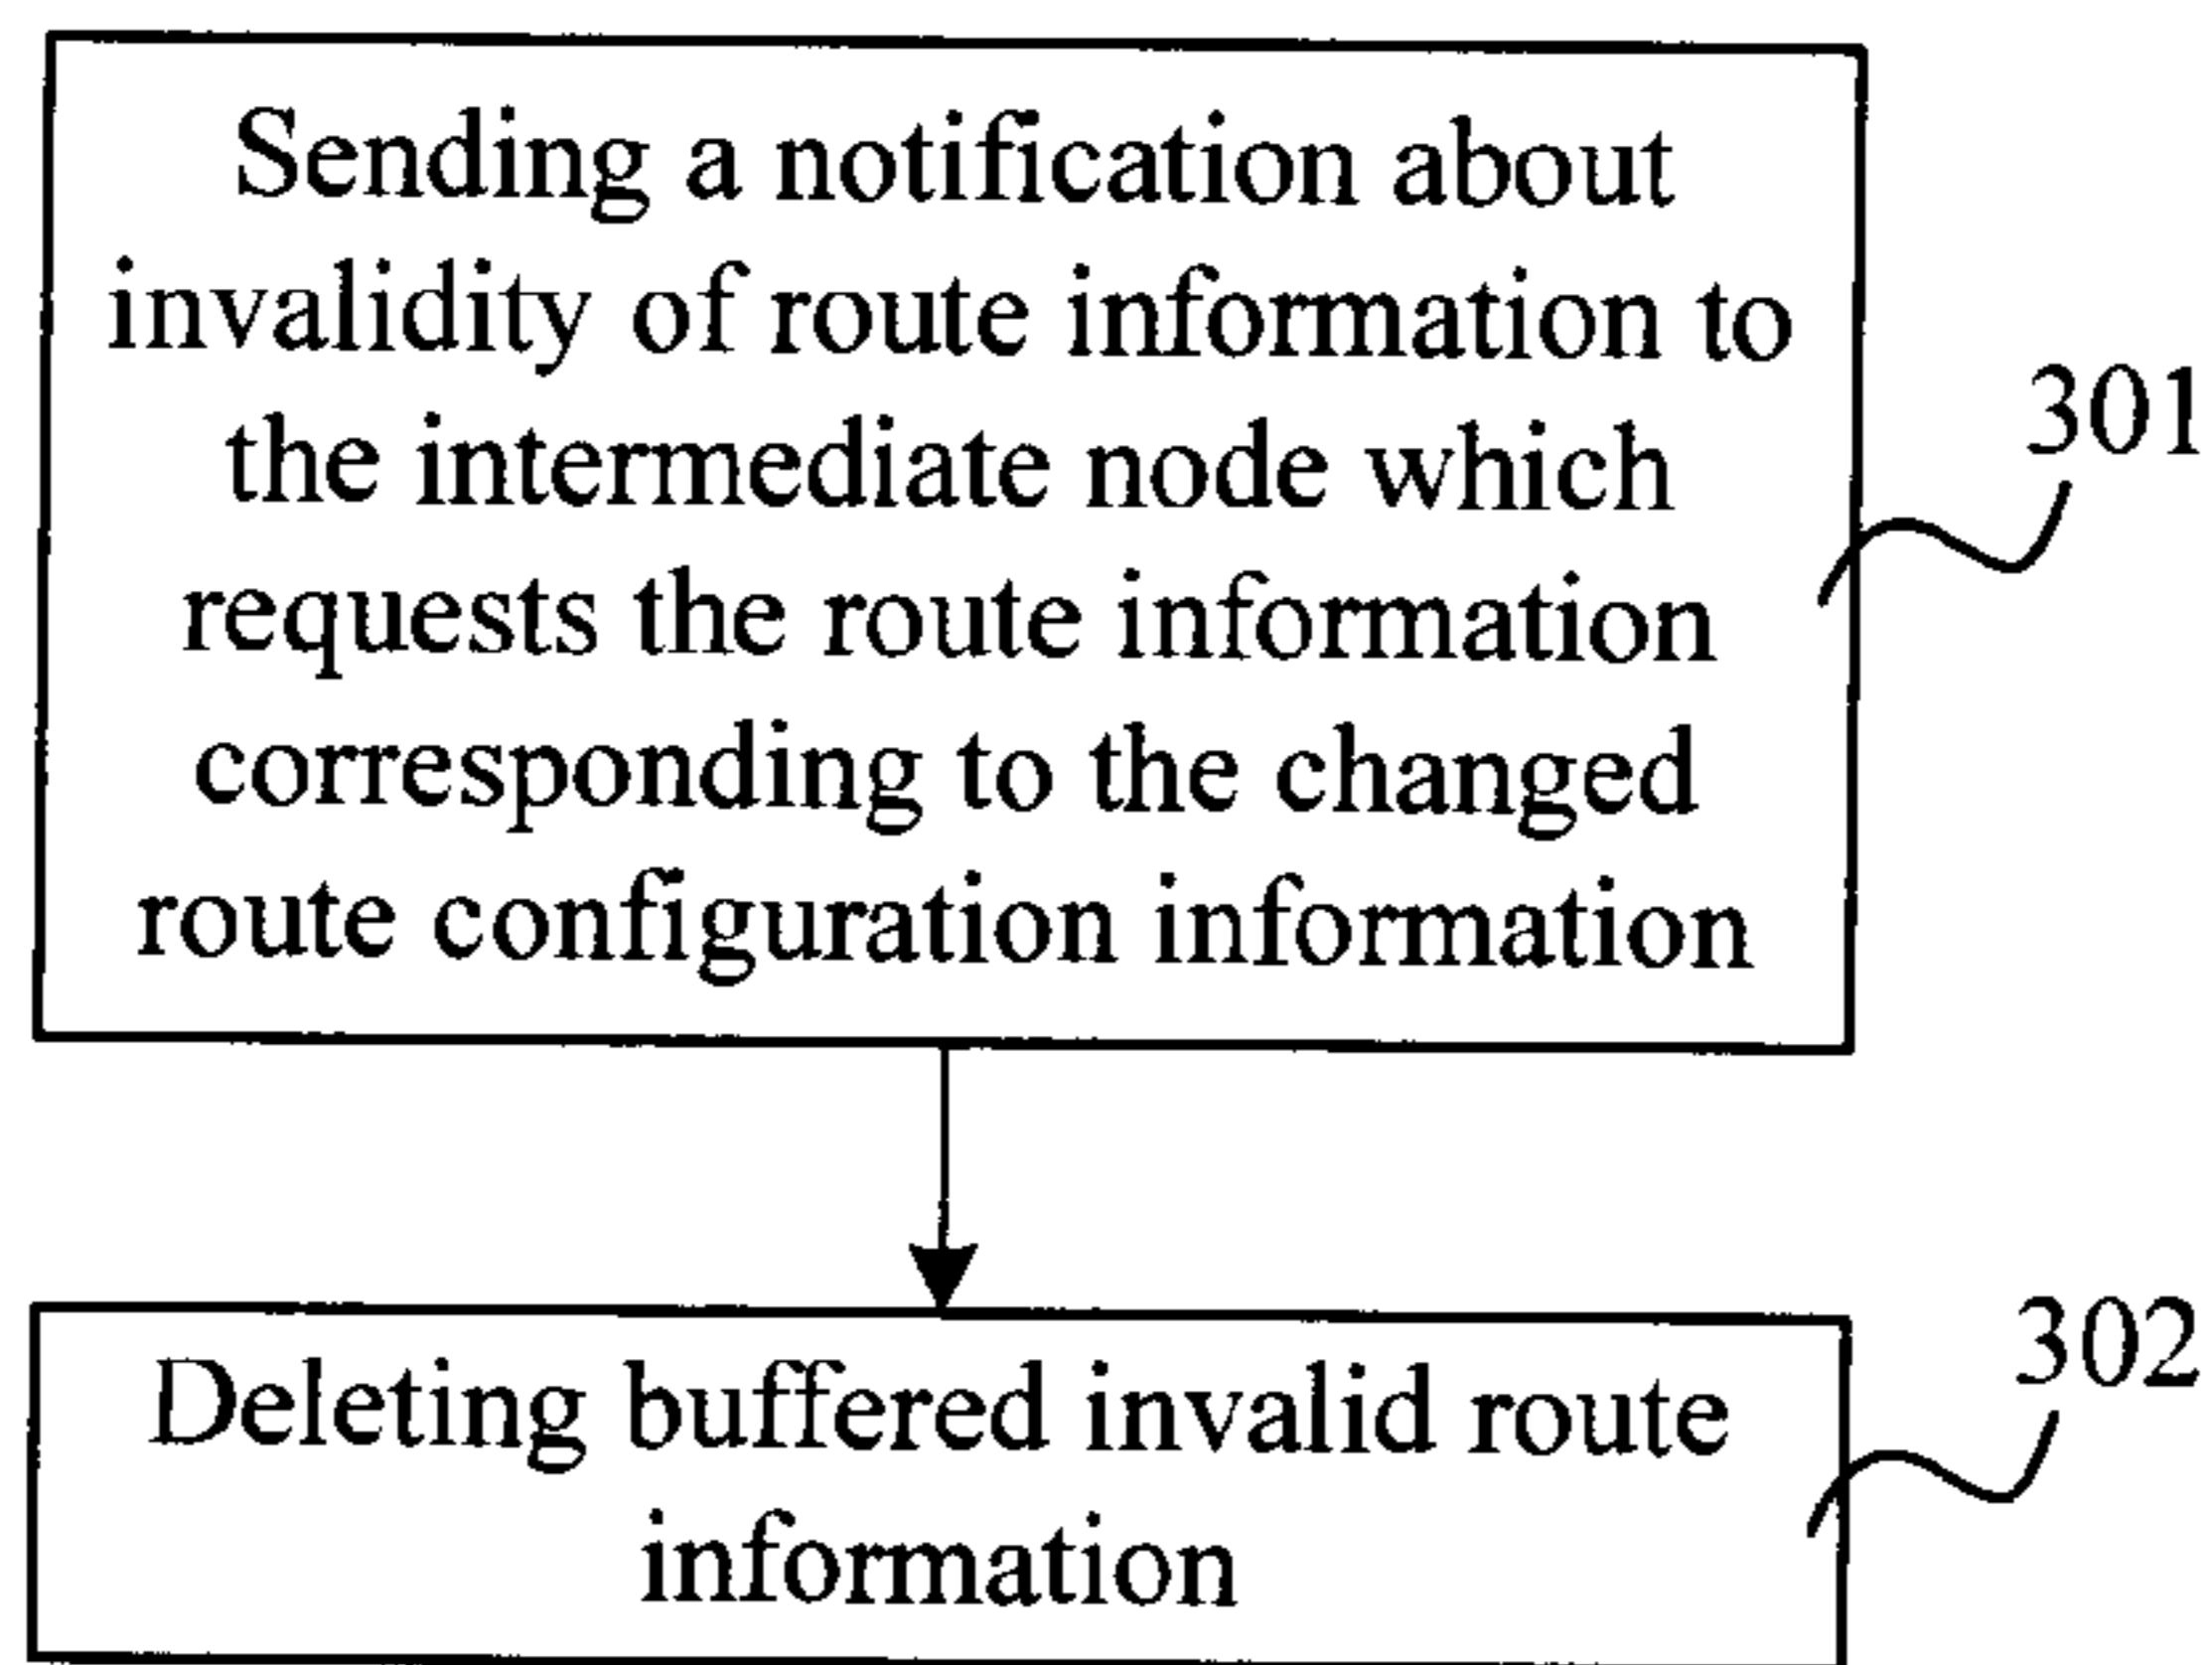 Sending a notification about
invalidity of route information to
the intermediate node which
requests the route information
corresponding to the changed
route configuration information
301
Deleting buffered invalid route
information
302